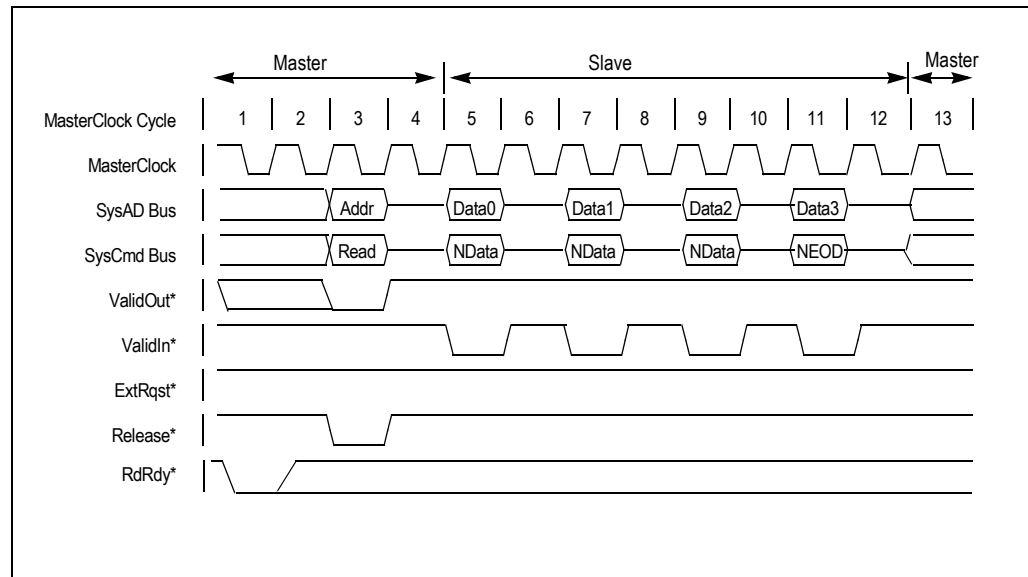 Master Slave Master
MasterClock Cycle 1 2 3 4 5 6 7 8 9 10 11 12 13
MasterClock
SysAD Bus Addr Data0 Data1 Data2 Data3
SysCmd Bus Read NData NData NData NEOD
ValidOut*
ValidIn*
ExtRqst*
Release*
RdRdy*